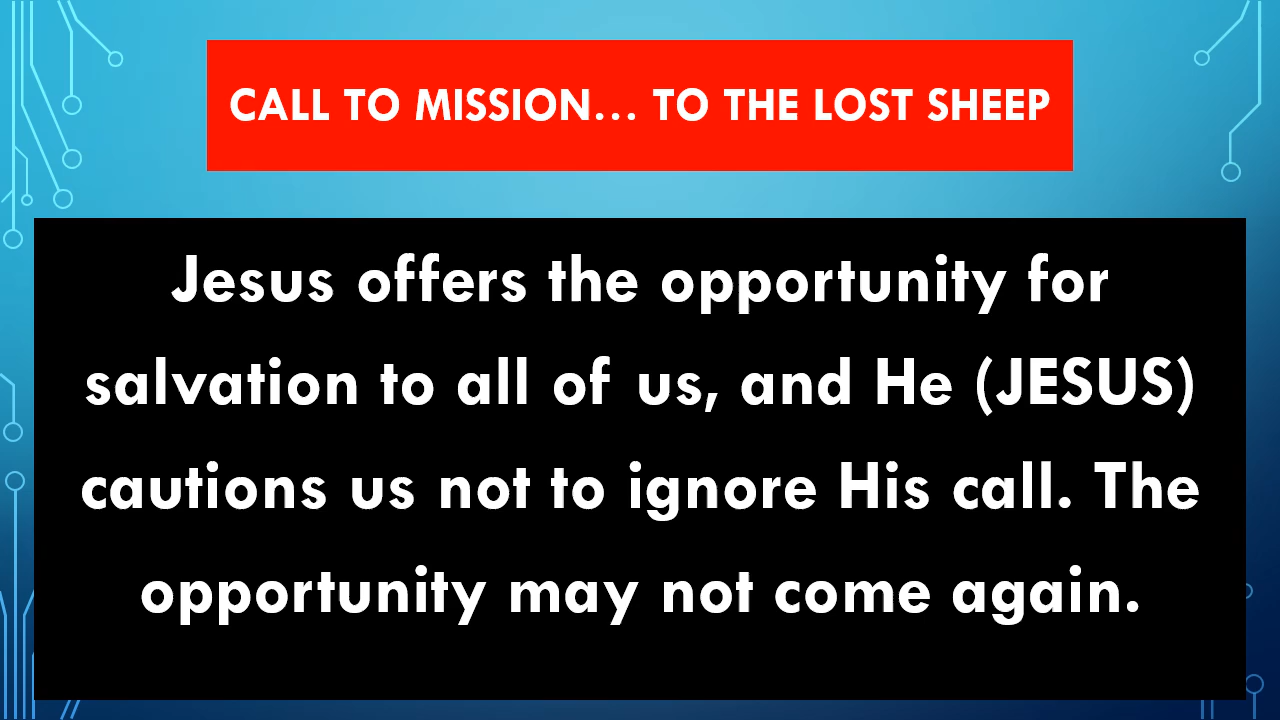 CALL TO MISSION... TO THE LOST SHEEP
Jesus offers the opportunity for
salvation to all of us, and He (JESUS)
cautions us not to ignore His call. The
opportunity may not come again.